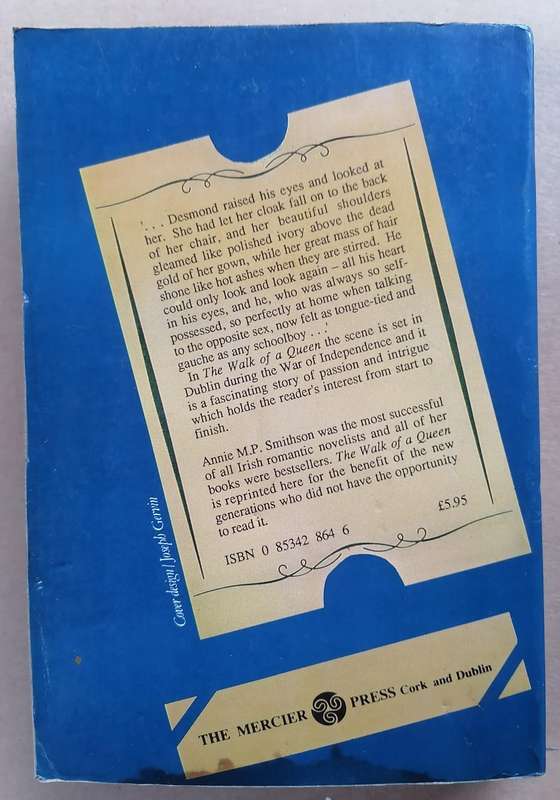 '. . . Desmond raised his eyes and looked at
her. She had let her cloak fall on to the back
of her chair, and her beautiful shoulders
gleamed like polished ivory above the dead
gold of her gown, while her great mass of hair
shone like hot ashes when they are stirred. He
could only look and look again – all his heart
in his eyes, and he, who was always so self-
possessed, so perfectly at home when talking
to the opposite sex, now felt as tongue-tied and
gauche as any schoolboy . . .'
In The Walk of a Queen the scene is set in
Dublin during the War of Independence and it
is a fascinating story of passion and intrigue
which holds the reader's interest from start to
finish.
Annie M.P. Smithson was the most successful
of all Irish romantic novelists and all of her
books were bestsellers. The Walk of a Queen
is reprinted here for the benefit of the new
generations who did not have the opportunity
to read it.
£5.95
ISBN 0 85342 864 6
Cover design / Joseph Gervin
THE MERCIER PRESS Cork and Dublin